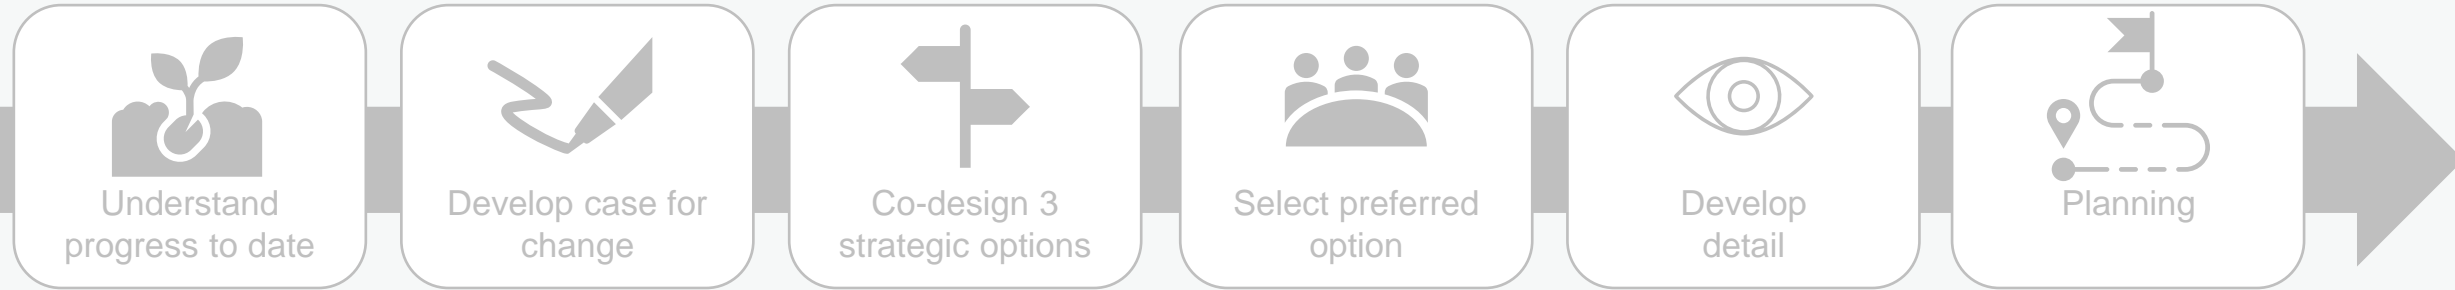 Understand
progress to date
Develop case for
change
Co-design 3
strategic options
Select preferred
option
Develop
detail
Planning